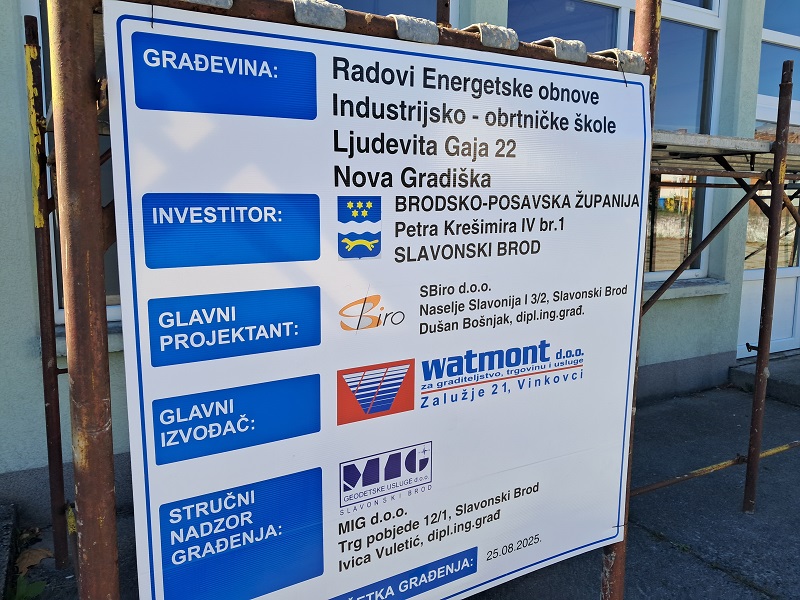 GRAĐEVINA:
Radovi Energetske obnove
Industrijsko - obrtničke škole
Ljudevita Gaja 22
Nova Gradiška
INVESTITOR:
BRODSKO-POSAVSKA ŽUPANIJA
Petra Krešimira IV br.1
SLAVONSKI BROD
GLAVNI
PROJEKTANT:
SBiro
SBiro d.o.o.
Naselje Slavonija I 3/2, Slavonski Brod
Dušan Bošnjak, dipl.ing.građ.
GLAVNI
IZVOĐAČ:
watmont d.o.o.
za graditeljstvo, trgovinu i usluge
Zalužje 21, Vinkovci
STRUČNI
NADZOR
GRAĐENJA:
MIG
GEODETSKE USLUGE d.o.o.
SLAVONSKI BROD
MIG d.o.o.
Trg pobjede 12/1, Slavonski Brod
Ivica Vuletić, dipl.ing.građ
GRAĐENJA:
25.08.2025.